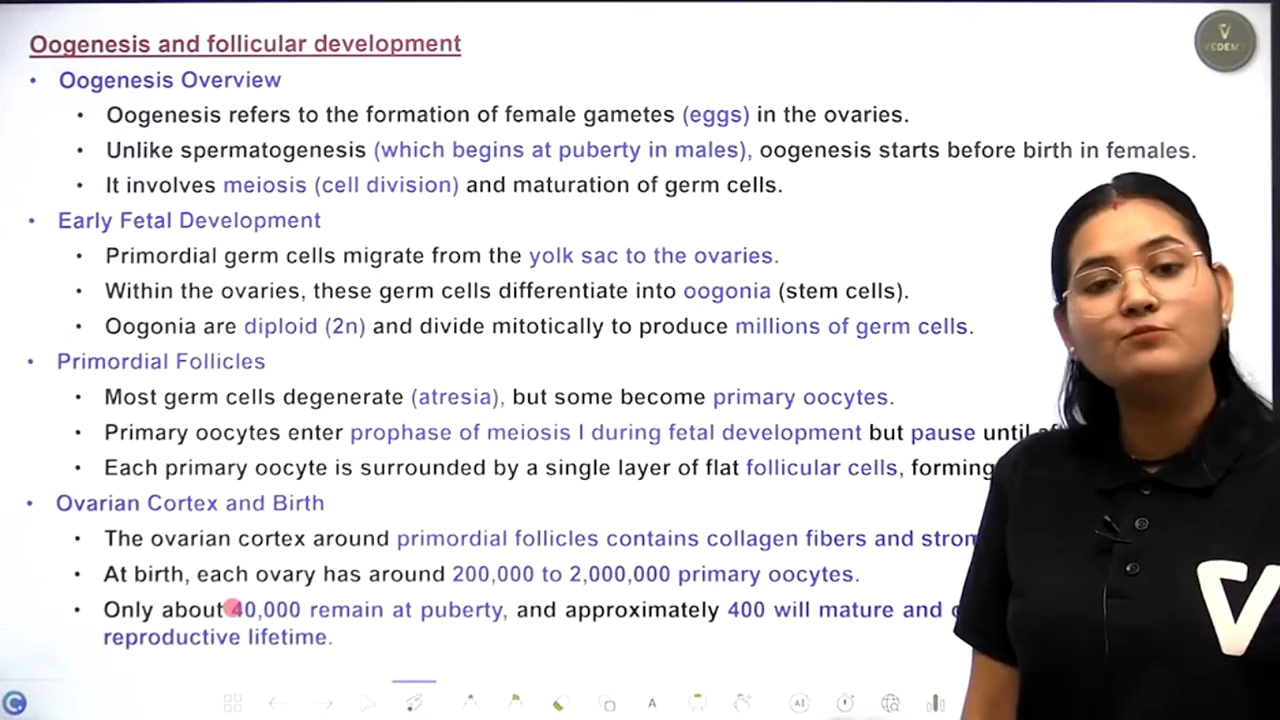 Oogenesis and follicular development
VEDEM
• Oogenesis Overview
• Oogenesis refers to the formation of female gametes (eggs) in the ovaries.
• Unlike spermatogenesis (which begins at puberty in males), oogenesis starts before birth in females.
• It involves meiosis (cell division) and maturation of germ cells.
• Early Fetal Development
• Primordial germ cells migrate from the yolk sac to the ovaries.
• Within the ovaries, these germ cells differentiate into oogonia (stem cells).
• Oogonia are diploid (2n) and divide mitotically to produce millions of germ cells.
• Primordial Follicles
• Most germ cells degenerate (atresia), but some become primary oocytes.
• Primary oocytes enter prophase of meiosis I during fetal development but pause until
• Each primary oocyte is surrounded by a single layer of flat follicular cells, forming
• Ovarian Cortex and Birth
• The ovarian cortex around primordial follicles contains collagen fibers and
• At birth, each ovary has around 200,000 to 2,000,000 primary oocytes.
• Only about 40,000 remain at puberty, and approximately 400 will mature and
reproductive lifetime.
A
AI